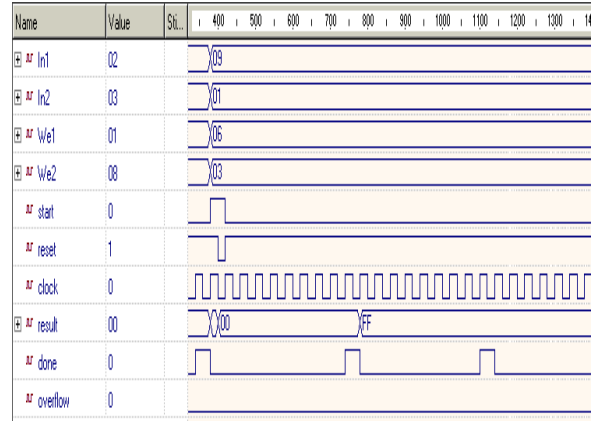 Name Value Sti... 400 500 600 700 800 900 1000 1100 1200 1300 14
In1 02 09
In2 03 01
We1 01 06
We2 08 03
start 0
reset 1
clock 0
result 00 00 FF
done 0
overflow 0